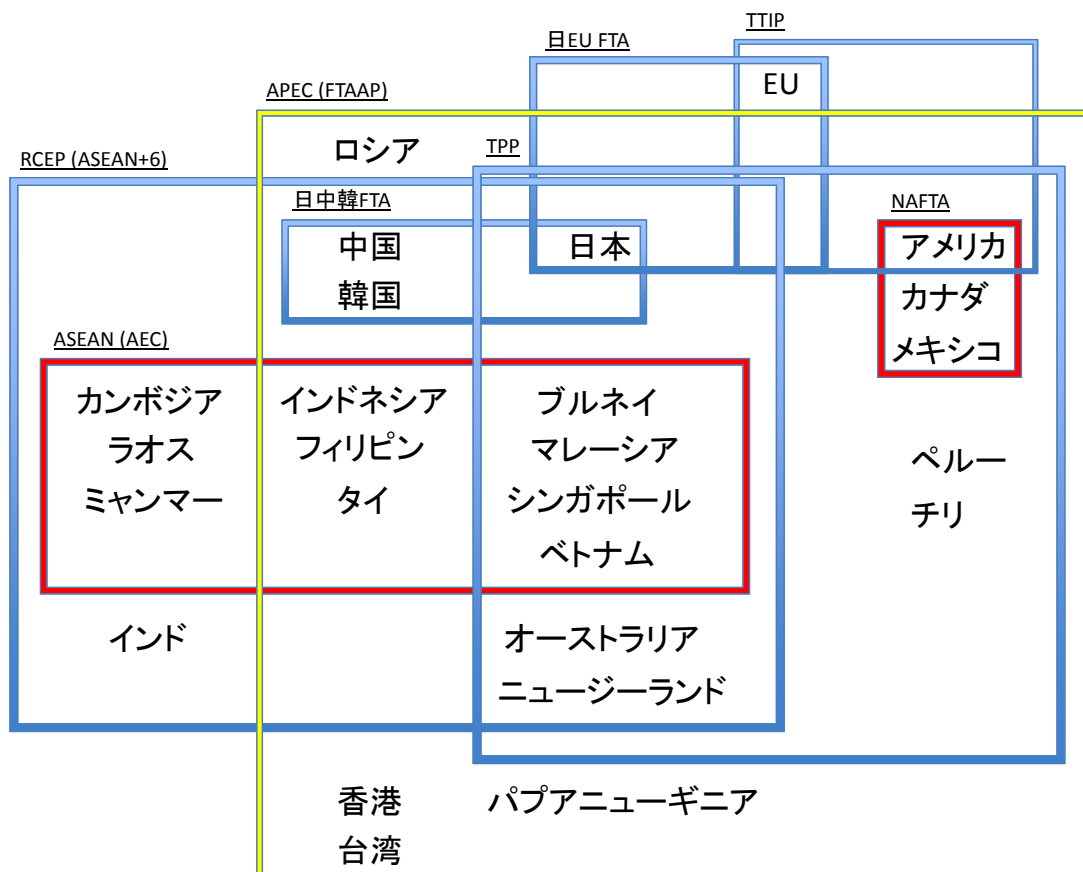 TTIP
日EU FTA
EU
APEC (FTAAP)
ロシア
TPP
RCEP (ASEAN+6)
日中韓FTA
NAFTA
中国
日本
アメリカ
韓国
カナダ
メキシコ
ASEAN (AEC)
カンボジア
インドネシア
ブルネイ
ラオス
フィリピン
マレーシア
ペルー
ミャンマー
タイ
シンガポール
チリ
ベトナム
インド
オーストラリア
ニュージーランド
香港
パプアニューギニア
台湾